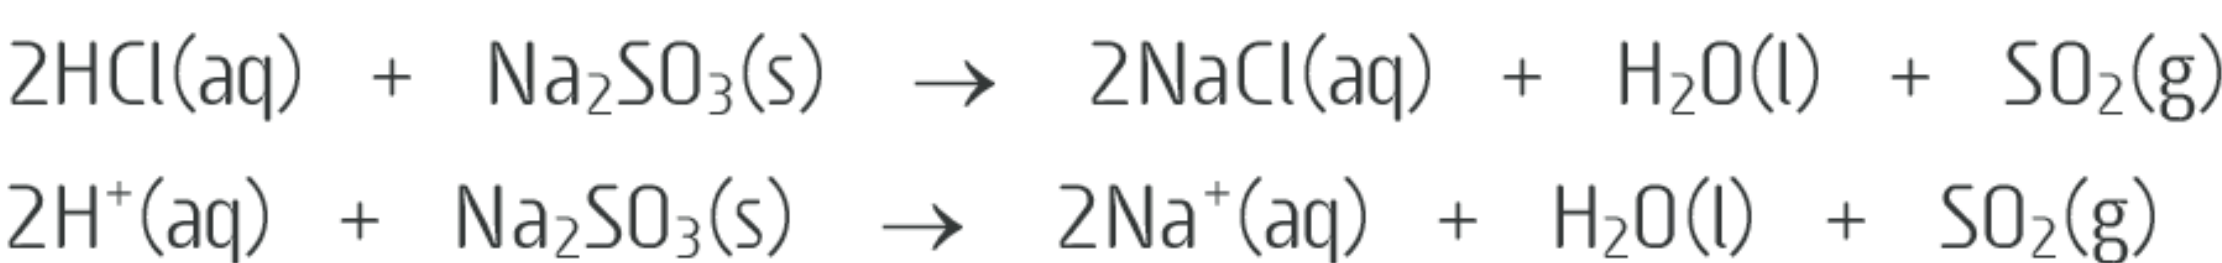 2HCl(aq) + Na₂SO₃(s) → 2NaCl(aq) + H₂O(l) + SO₂(g)
2H⁺(aq) + Na₂SO₃(s) → 2Na⁺(aq) + H₂O(l) + SO₂(g)